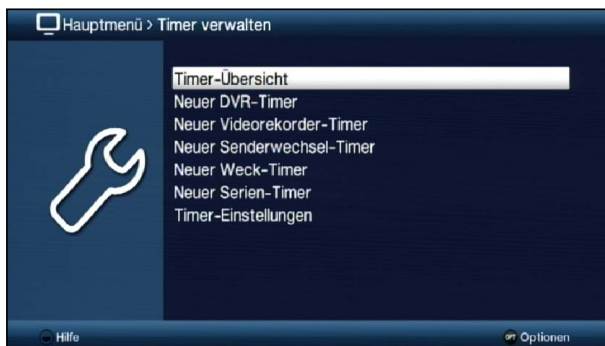 Hauptmenü > Timer verwalten
Timer-Übersicht
Neuer DVR-Timer
Neuer Videorekorder-Timer
Neuer Senderwechsel-Timer
Neuer Weck-Timer
Neuer Serien-Timer
Timer-Einstellungen
Hilfe
OPT Optionen